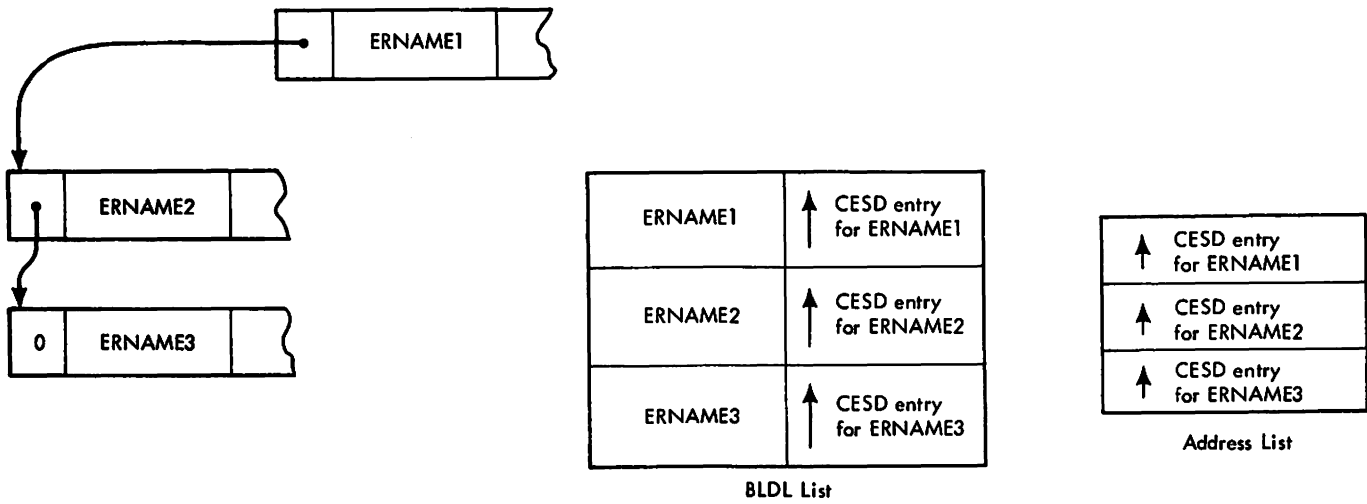 ERNAME1
ERNAME2
0 ERNAME3
ERNAME1 CESD entry
for ERNAME1
ERNAME2 CESD entry
for ERNAME2
ERNAME3 CESD entry
for ERNAME3
BLDL List
CESD entry
for ERNAME1
CESD entry
for ERNAME2
CESD entry
for ERNAME3
Address List